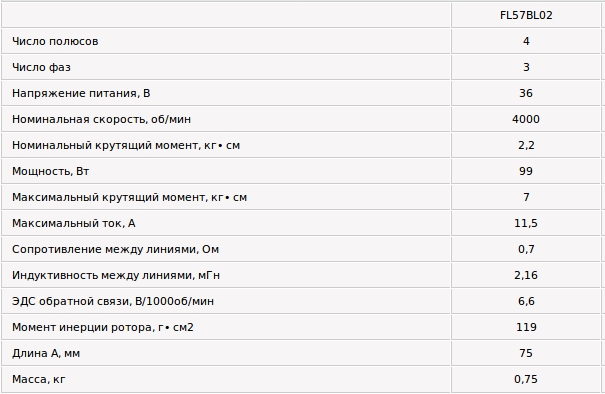 FL57BL02
Число полюсов 4
Число фаз 3
Напряжение питания, В 36
Номинальная скорость, об/мин 4000
Номинальный крутящий момент, кг• см 2,2
Мощность, Вт 99
Максимальный крутящий момент, кг• см 7
Максимальный ток, А 11,5
Сопротивление между линиями, Ом 0,7
Индуктивность между линиями, мГн 2,16
ЭДС обратной связи, В/1000об/мин 6,6
Момент инерции ротора, г• см2 119
Длина А, мм 75
Масса, кг 0,75